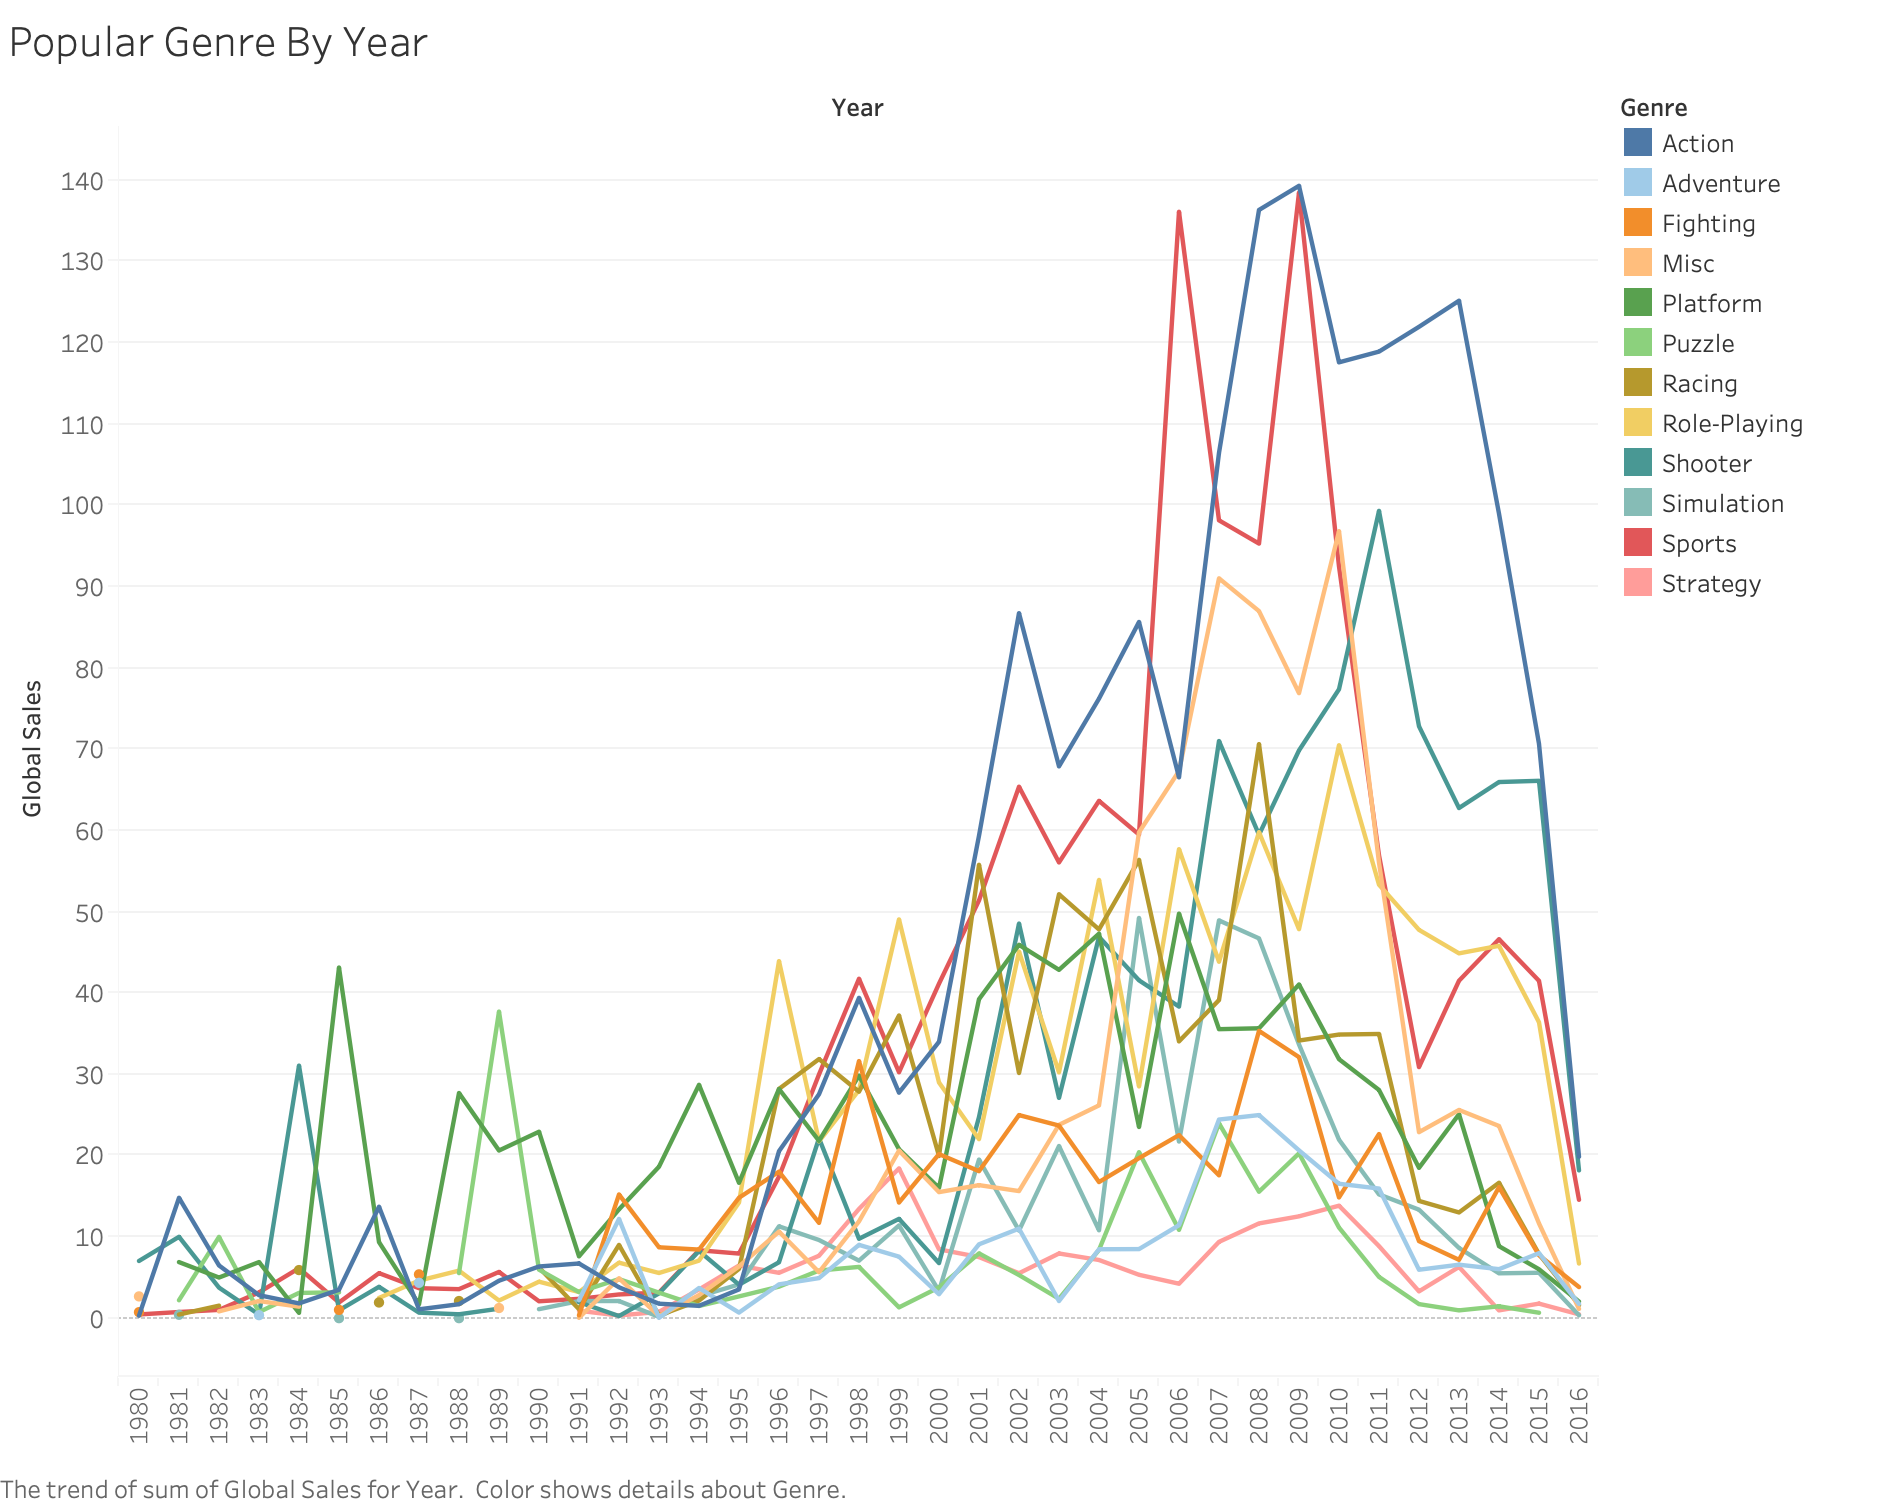 Popular Genre By Year
Year
Genre
Action
Adventure
Fighting
Misc
Platform
Puzzle
Racing
Role-Playing
Shooter
Simulation
Sports
Strategy
Global Sales
140
130
120
110
100
90
80
70
60
50
40
30
20
10
0
1980 1981 1982 1983 1984 1985 1986 1987 1988 1989 1990 1991 1992 1993 1994 1995 1996 1997 1998 1999 2000 2001 2002 2003 2004 2005 2006 2007 2008 2009 2010 2011 2012 2013 2014 2015 2016
The trend of sum of Global Sales for Year.  Color shows details about Genre.